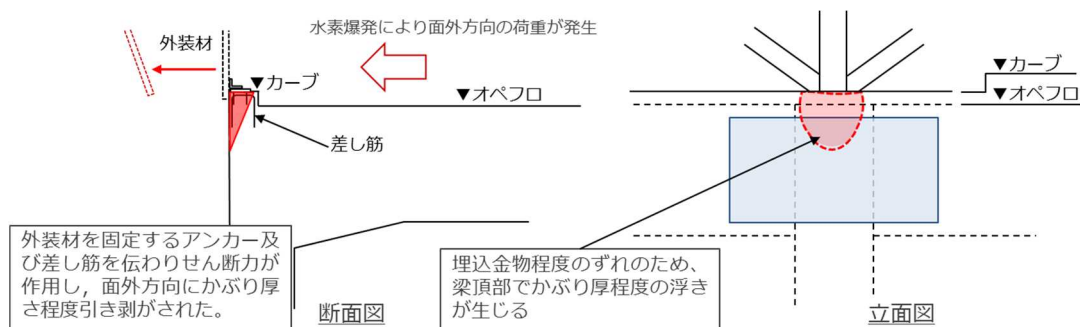 水素爆発により面外方向の荷重が発生
外装材
▼カーブ
▼オペフロ
差し筋
外装材を固定するアンカー及
び差し筋を伝わりせん断力が
作用し，面外方向にかぶり厚
さ程度引き剥がされた。
断面図
▼カーブ
▼オペフロ
埋込金物程度のずれのため、
梁頂部でかぶり厚程度の浮き
が生じる
立面図